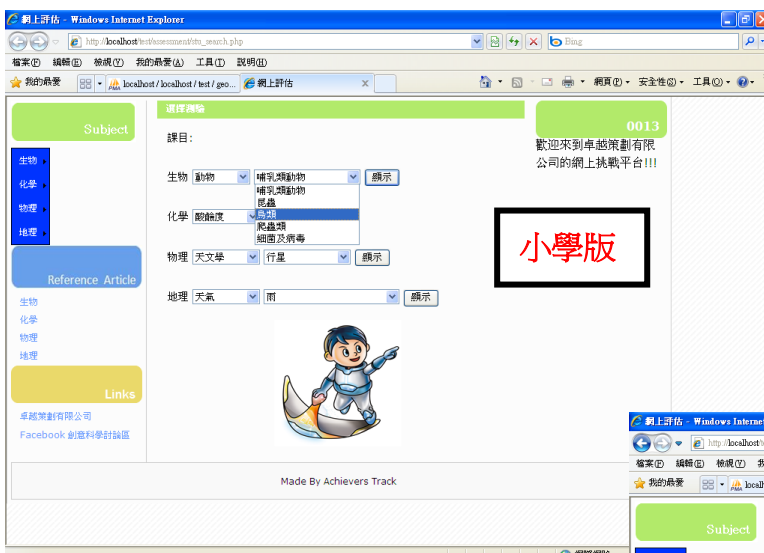 網上評估 - Windows Internet Explorer
http://localhost/test/assessment/stu_search.php
Bing
檔案(F) 編輯(E) 檢視(V) 我的最愛(A) 工具(T) 說明(H)
我的最愛
localhost / localhost / test / geo...
網上評估
X
網頁(P)
安全性(S)
工具(O)
Subject
選擇測驗
0013
歡迎來到卓越策劃有限
公司的網上挑戰平台!!!
課目:
生物
化學
物理
地理
生物 動物 哺乳類動物 顯示
哺乳類動物
昆蟲
鳥類
爬蟲類
細菌及病毒
化學 酸鹼度
物理 天文學 行星 顯示
地理 天氣 雨 顯示
小學版
Reference Article
生物
化學
物理
地理
Links
卓越策劃有限公司
Facebook 創意科學討論區
Made By Achievers Track
網上評估 - Windows Interne
http://localhost/t
檔案(F) 編輯(E) 檢視(V) 我
我的最愛
localh
Subject